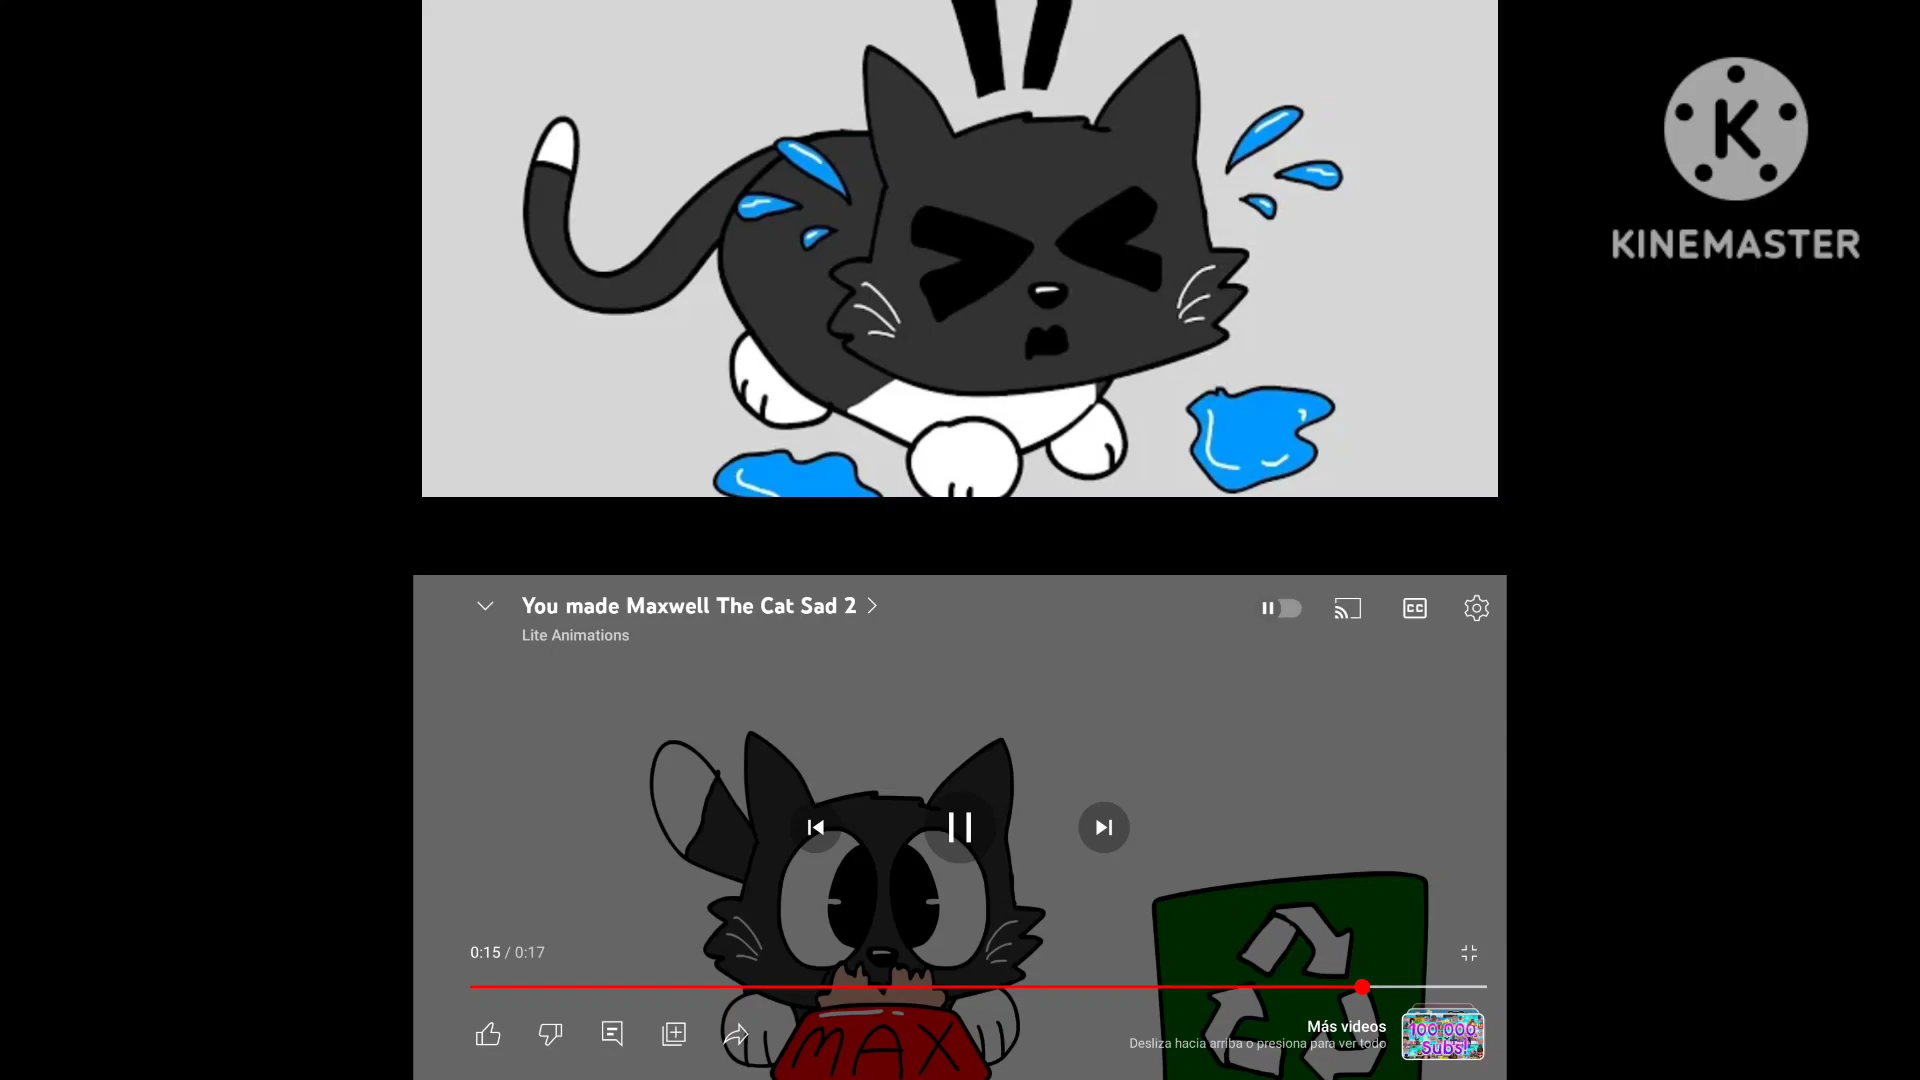 K
KINEMASTER
You made Maxwell The Cat Sad 2
CC
Lite Animations
0:15 / 0:17
MAX
Más videos
Desliza hacia arriba o presiona para ver todo
100 000
Subs!